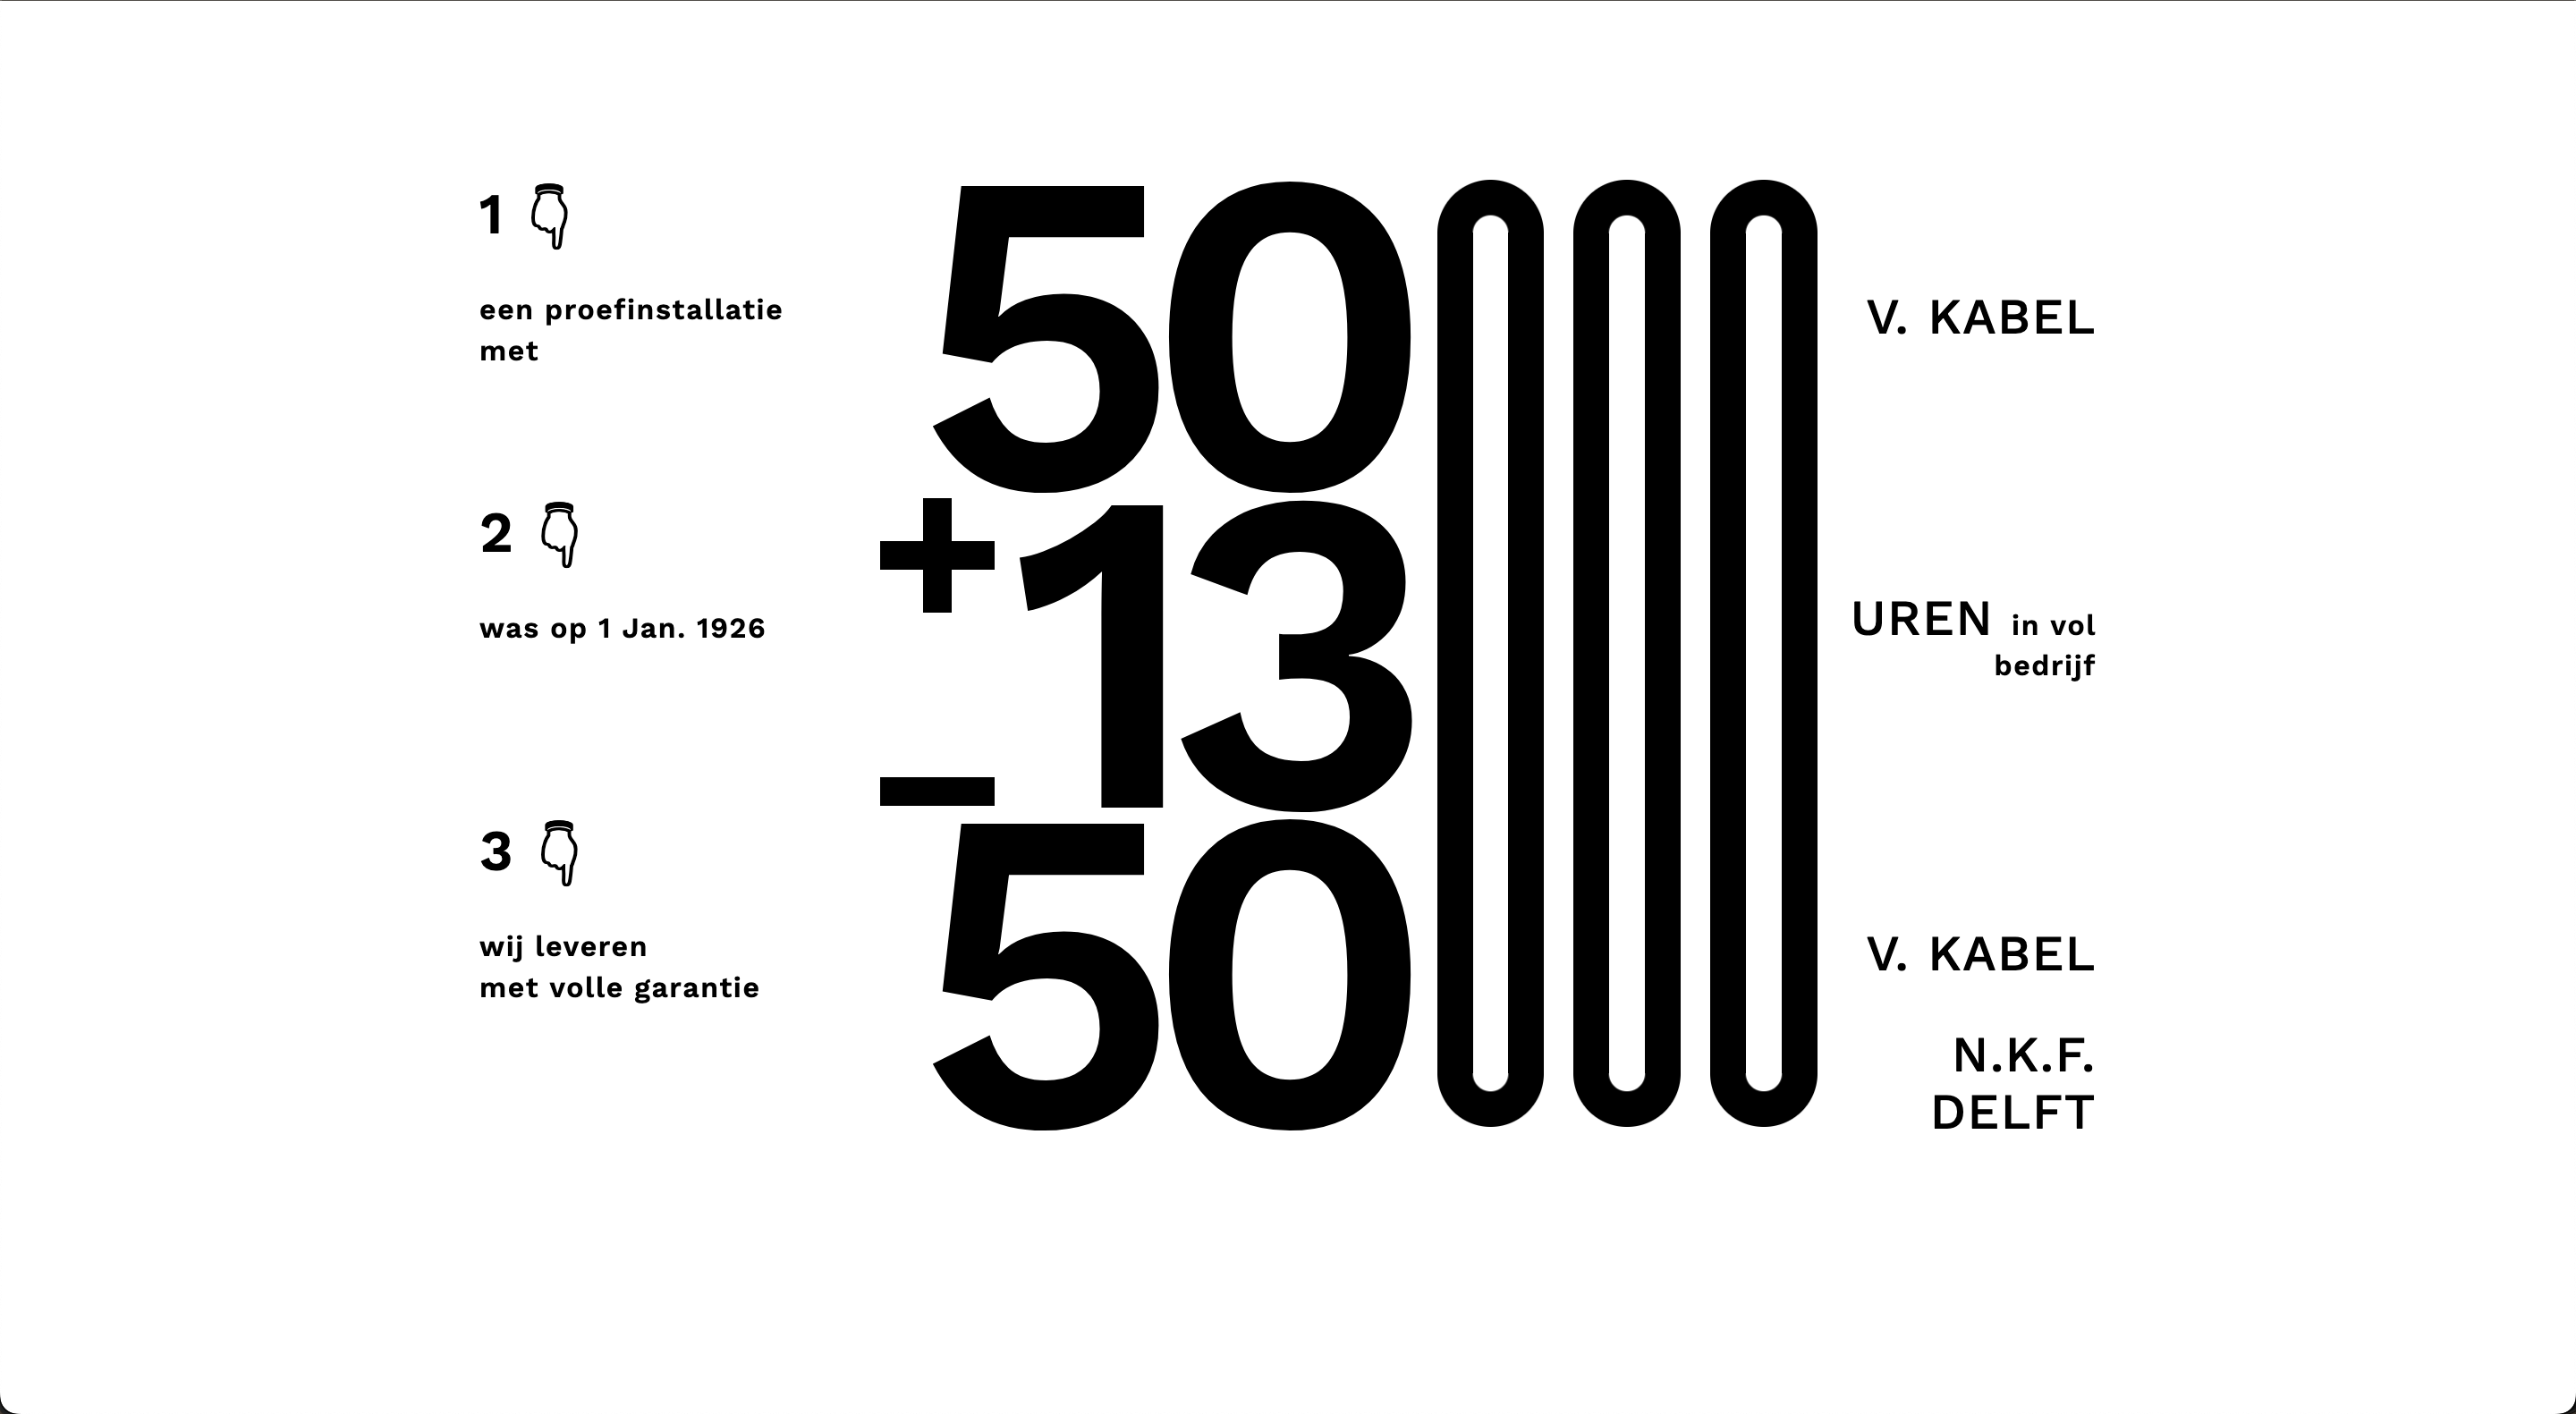 1 👇
een proefinstallatie
met
50000
V. KABEL
2 👇
was op 1 Jan. 1926
+
-
13000
UREN in vol
bedrijf
3 👇
wij leveren
met volle garantie
50000
V. KABEL
N.K.F.
DELFT